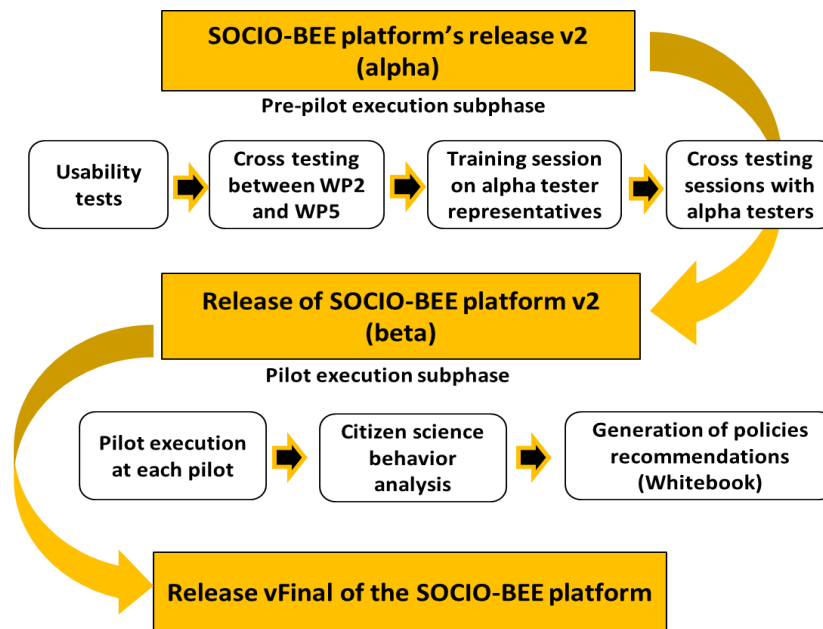 SOCIO-BEE platform's release v2
(alpha)
Pre-pilot execution subphase
Usability
tests
Cross testing
between WP2
and WP5
Training session
on alpha tester
representatives
Cross testing
sessions with
alpha testers
Release of SOCIO-BEE platform v2
(beta)
Pilot execution subphase
Pilot execution
at each pilot
Citizen science
behavior
analysis
Generation of policies
recommendations
(Whitebook)
Release vFinal of the SOCIO-BEE platform